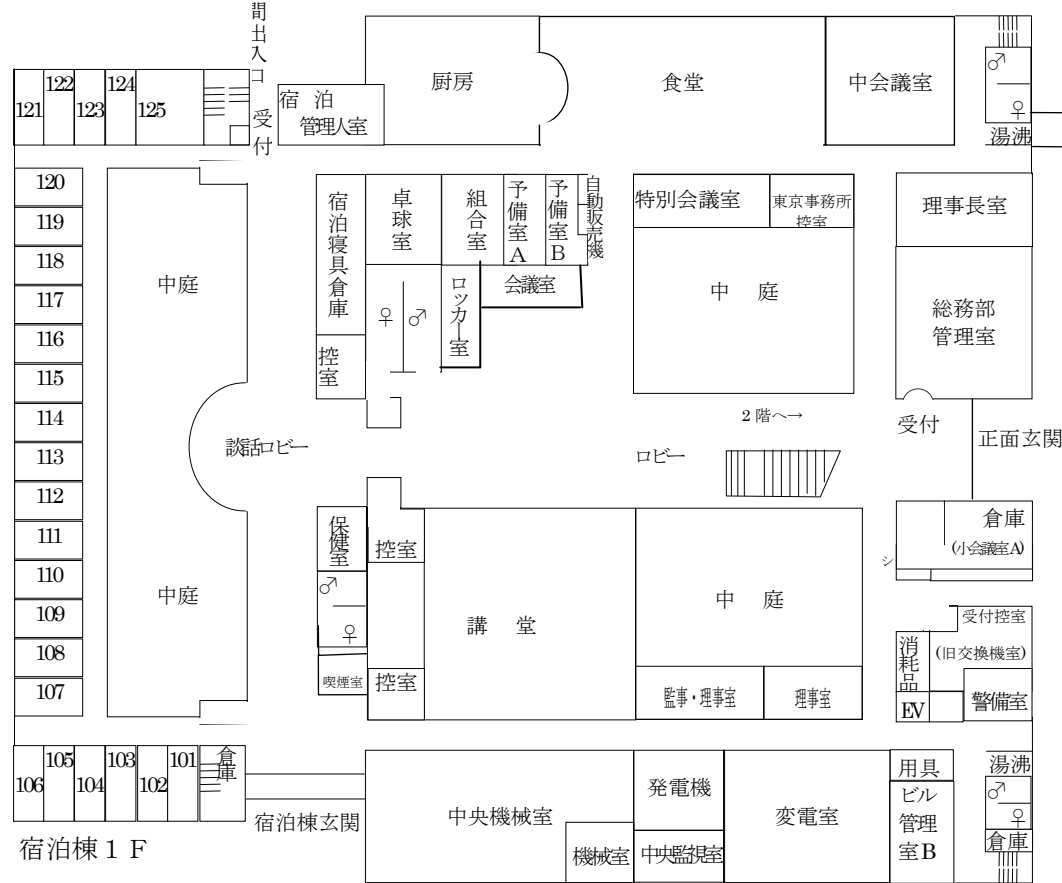 間出入口
受付
宿 泊
管理人室
厨房
食堂
中会議室
♂
♀
湯沸
121
122
123
124
125
120
119
118
117
116
115
114
113
112
111
110
109
108
107
中庭
中庭
談話ロビー
宿泊寝具倉庫
控室
卓球室
♀
♂
組合室
ロッカー室
予備室A
予備室B
自動販売機
会議室
特別会議室
東京事務所
控室
中 庭
理事長室
総務部
管理室
2階へ→
ロビー
受付
正面玄関
保健室
♂
♀
喫煙室
控室
控室
講 堂
中 庭
監事・理事室
理事室
倉庫
(小会議室A)
シ
受付控室
(旧交換機室)
消耗品
EV
警備室
106
105
104
103
102
101
倉庫
宿泊棟玄関
宿泊棟1F
中央機械室
機械室
発電機
中央監視室
変電室
用具
ビル
管理
室B
湯沸
♂
♀
倉庫